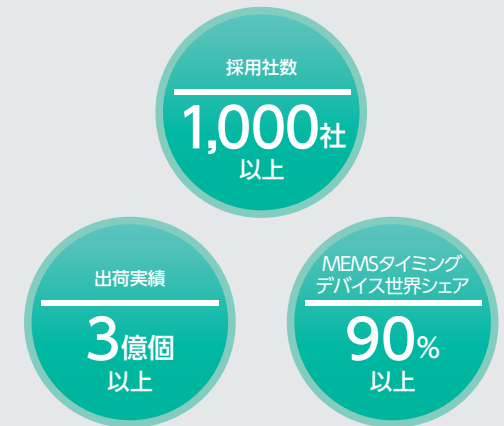 採用社数
1,000社
以上
出荷実績
3億個
以上
MEMSタイミング
デバイス世界シェア
90%
以上